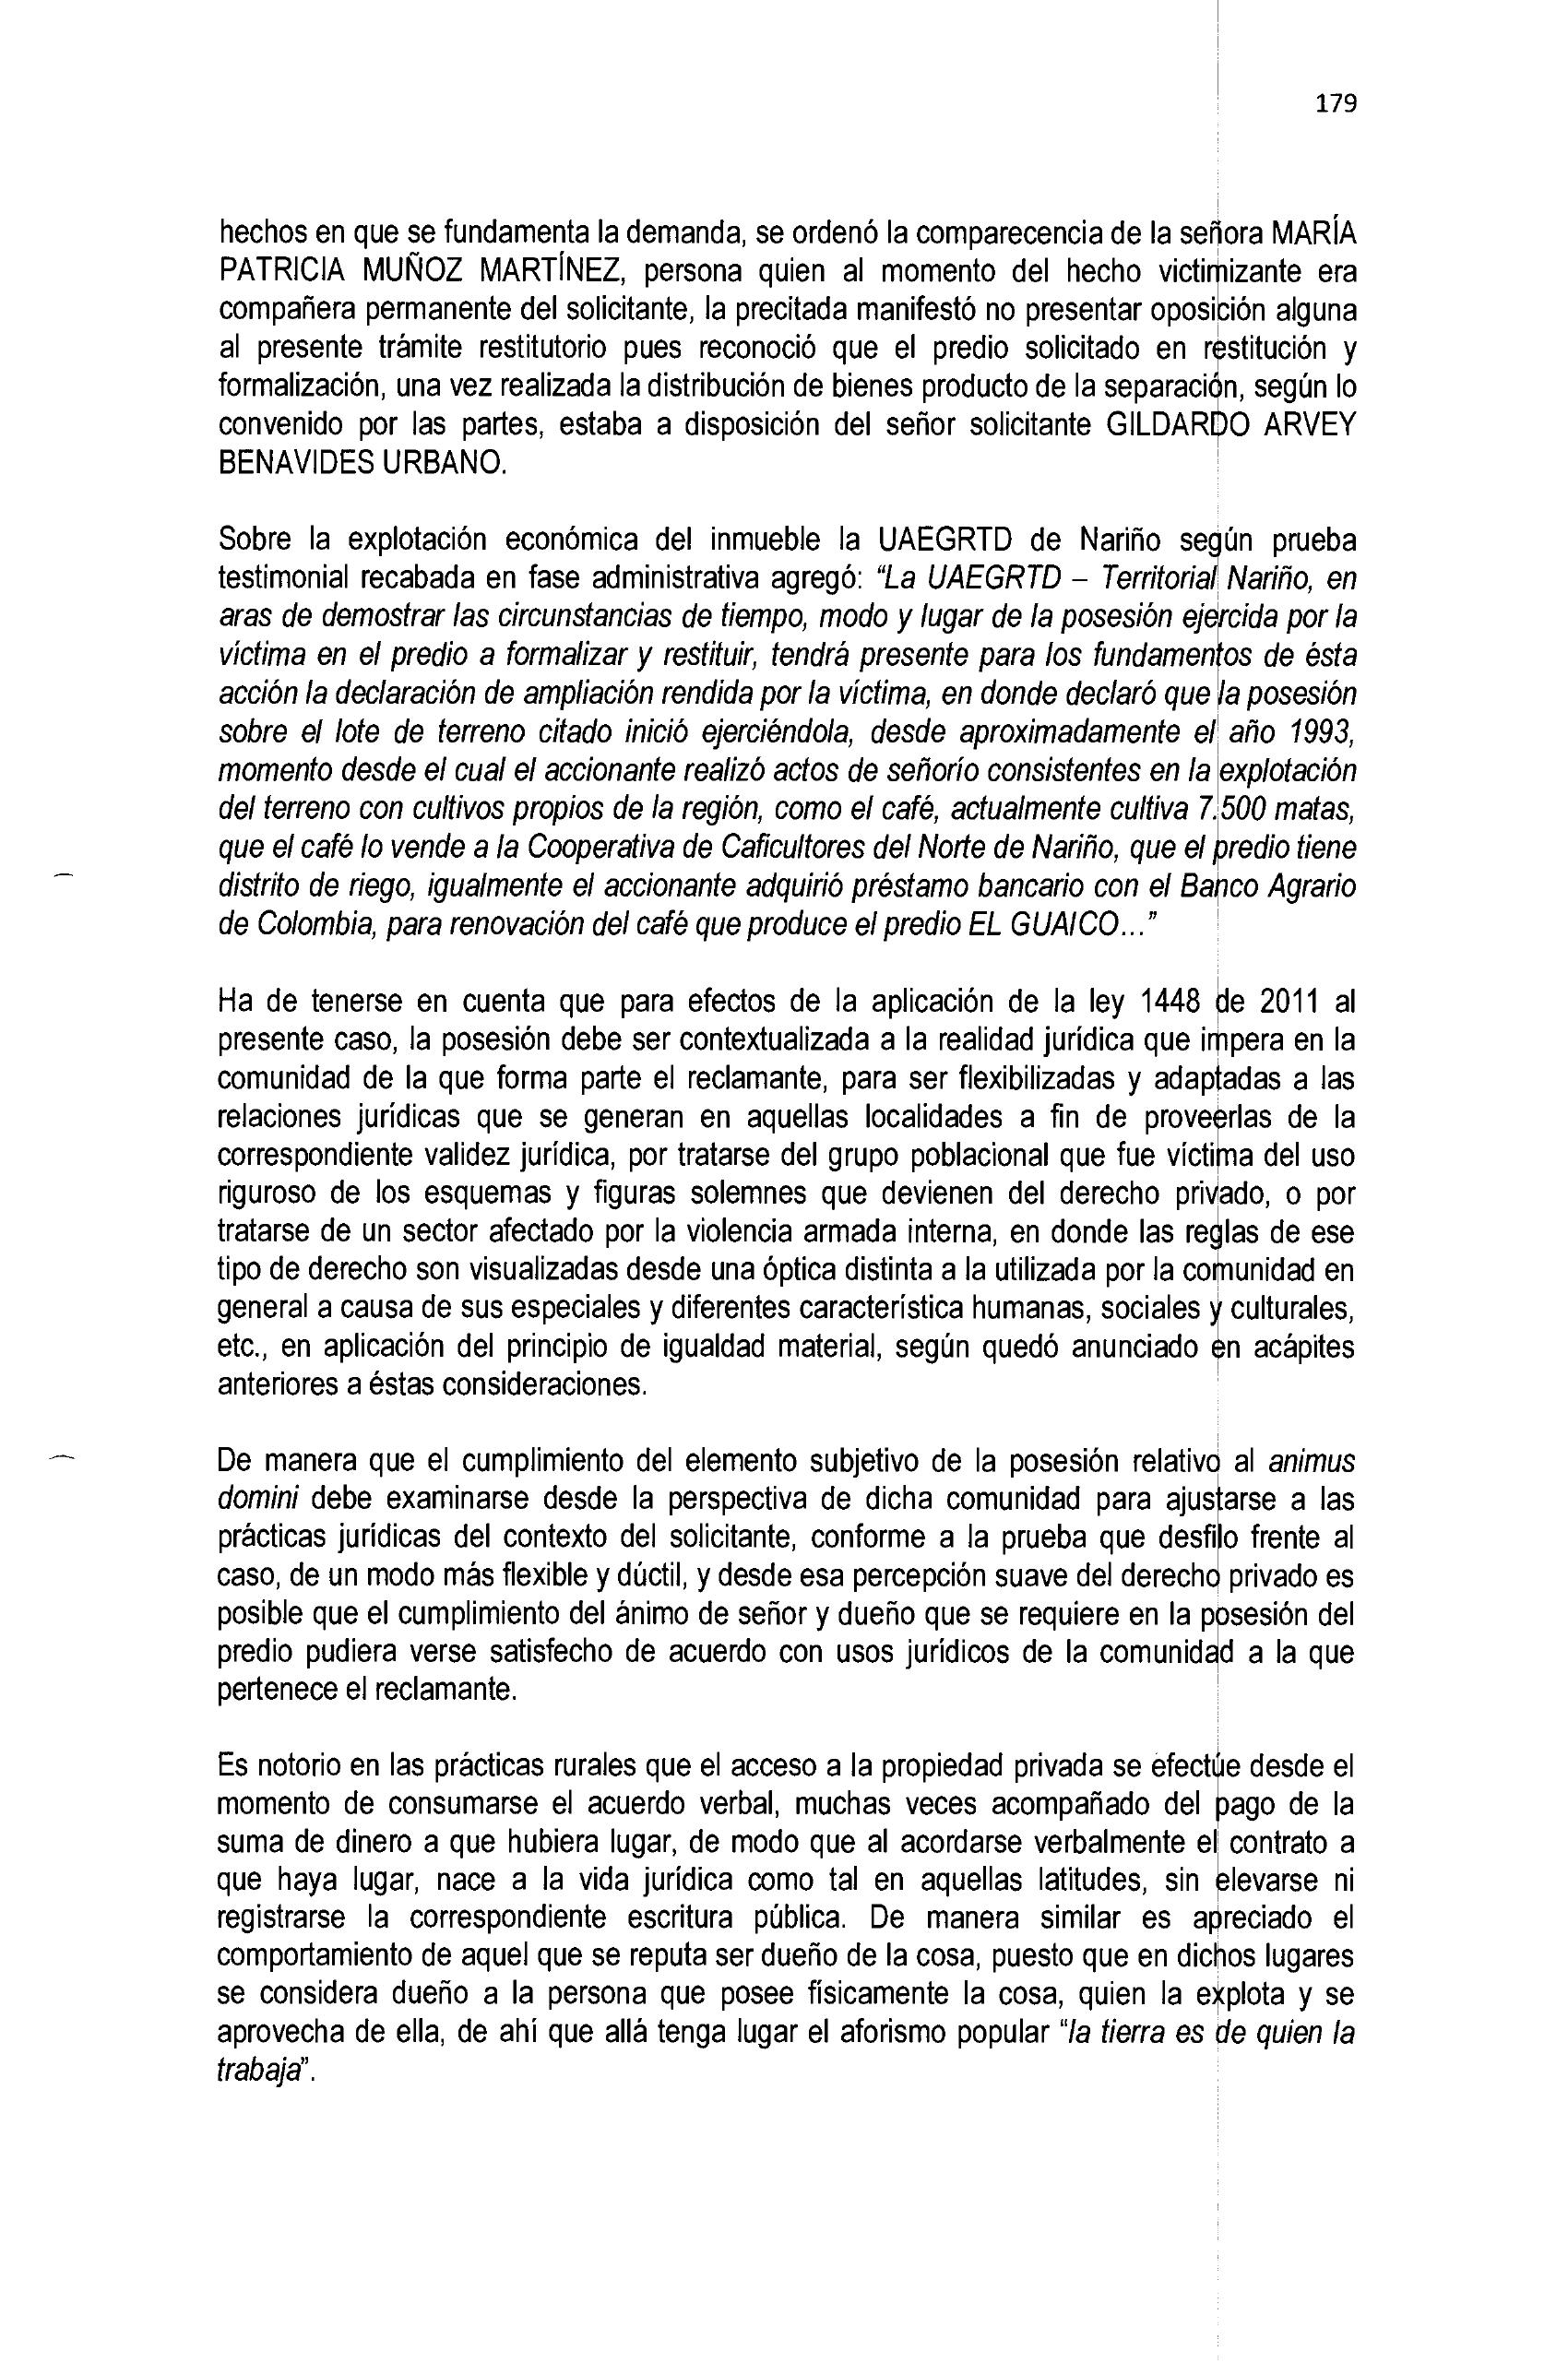 179
hechos en que se fundamenta la demanda, se ordenó la comparecencia de la señora MARÍA
PATRICIA MUÑOZ MARTÍNEZ, persona quien al momento del hecho victimizante era
compañera permanente del solicitante, la precitada manifestó no presentar oposición alguna
al presente trámite restitutorio pues reconoció que el predio solicitado en restitución y
formalización, una vez realizada la distribución de bienes producto de la separación, según lo
convenido por las partes, estaba a disposición del señor solicitante GILDARDO ARVEY
BENAVIDES URBANO.
Sobre la explotación económica del inmueble la UAEGRTD de Nariño según prueba
testimonial recabada en fase administrativa agregó: "La UAEGRTD – Territorial Nariño, en
aras de demostrar las circunstancias de tiempo, modo y lugar de la posesión ejercida por la
víctima en el predio a formalizar y restituir, tendrá presente para los fundamentos de ésta
acción la declaración de ampliación rendida por la víctima, en donde declaró que la posesión
sobre el lote de terreno citado inició ejerciéndola, desde aproximadamente el año 1993,
momento desde el cual el accionante realizó actos de señorío consistentes en la explotación
del terreno con cultivos propios de la región, como el café, actualmente cultiva 7.500 matas,
que el café lo vende a la Cooperativa de Caficultores del Norte de Nariño, que el predio tiene
distrito de riego, igualmente el accionante adquirió préstamo bancario con el Banco Agrario
de Colombia, para renovación del café que produce el predio EL GUAICO..."
Ha de tenerse en cuenta que para efectos de la aplicación de la ley 1448 de 2011 al
presente caso, la posesión debe ser contextualizada a la realidad jurídica que impera en la
comunidad de la que forma parte el reclamante, para ser flexibilizadas y adaptadas a las
relaciones jurídicas que se generan en aquellas localidades a fin de proveerlas de la
correspondiente validez jurídica, por tratarse del grupo poblacional que fue víctima del uso
riguroso de los esquemas y figuras solemnes que devienen del derecho privado, o por
tratarse de un sector afectado por la violencia armada interna, en donde las reglas de ese
tipo de derecho son visualizadas desde una óptica distinta a la utilizada por la comunidad en
general a causa de sus especiales y diferentes característica humanas, sociales y culturales,
etc., en aplicación del principio de igualdad material, según quedó anunciado en acápites
anteriores a éstas consideraciones.
De manera que el cumplimiento del elemento subjetivo de la posesión relativo al animus
domini debe examinarse desde la perspectiva de dicha comunidad para ajustarse a las
prácticas jurídicas del contexto del solicitante, conforme a la prueba que desfilo frente al
caso, de un modo más flexible y dúctil, y desde esa percepción suave del derecho privado es
posible que el cumplimiento del ánimo de señor y dueño que se requiere en la posesión del
predio pudiera verse satisfecho de acuerdo con usos jurídicos de la comunidad a la que
pertenece el reclamante.
Es notorio en las prácticas rurales que el acceso a la propiedad privada se efectúe desde el
momento de consumarse el acuerdo verbal, muchas veces acompañado del pago de la
suma de dinero a que hubiera lugar, de modo que al acordarse verbalmente el contrato a
que haya lugar, nace a la vida jurídica como tal en aquellas latitudes, sin elevarse ni
registrarse la correspondiente escritura pública. De manera similar es apreciado el
comportamiento de aquel que se reputa ser dueño de la cosa, puesto que en dichos lugares
se considera dueño a la persona que posee físicamente la cosa, quien la explota y se
aprovecha de ella, de ahí que allá tenga lugar el aforismo popular "la tierra es de quien la
trabaja".